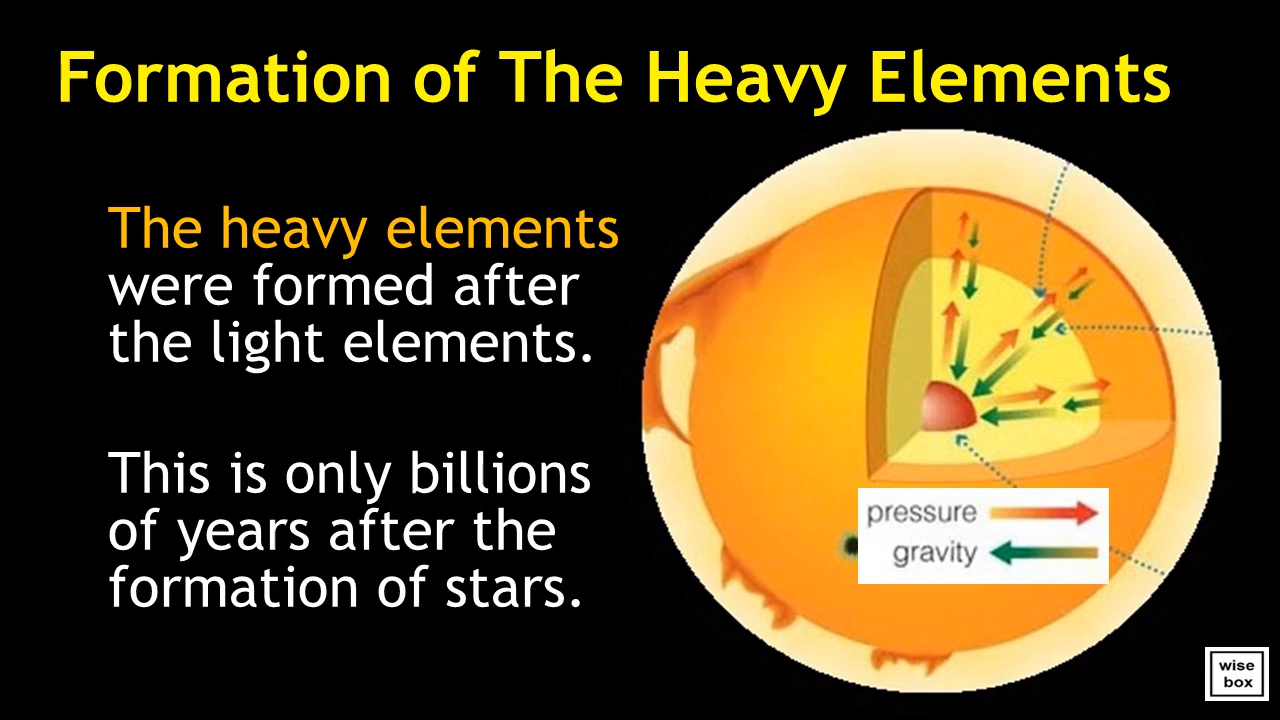 Formation of The Heavy Elements
The heavy elements
were formed after
the light elements.
This is only billions
of years after the
formation of stars.
pressure
gravity
wise
box